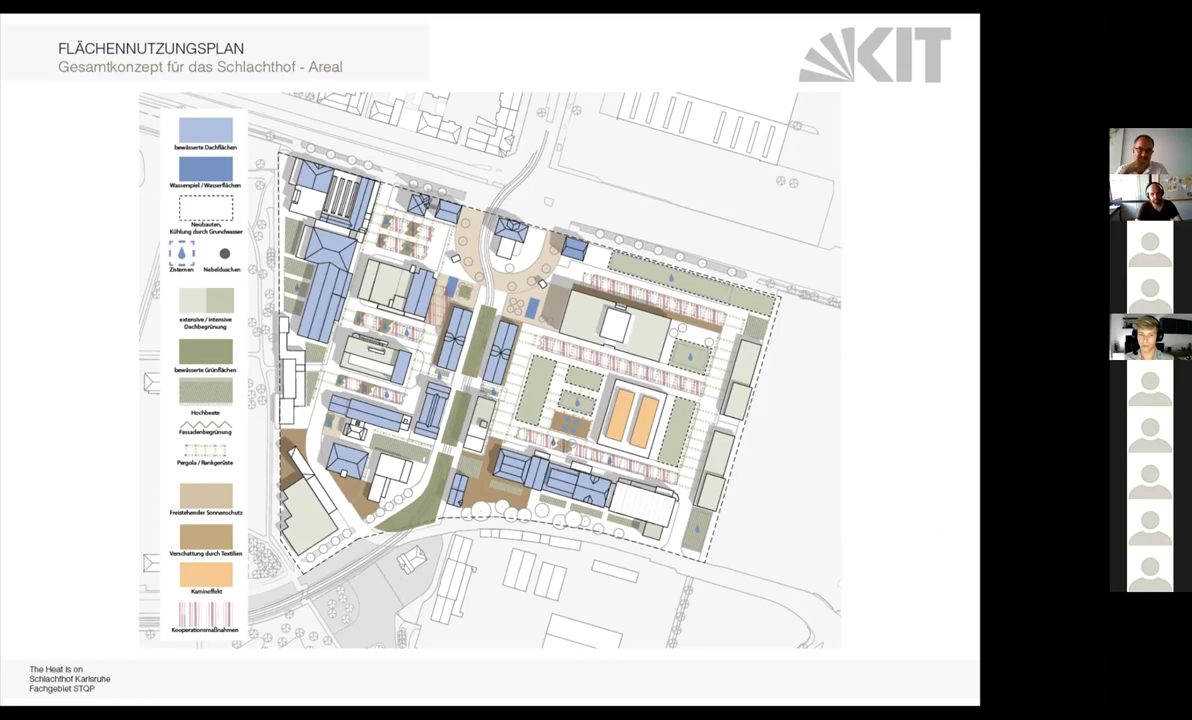 FLÄCHENNUTZUNGSPLAN
Gesamtkonzept für das Schlachthof - Areal
KIT
bewässerte Dachflächen
Wasserspiel / Wasserflächen
Neubauten,
Kühlung durch Grundwasser
Zisternen
Nebelduschen
extensive / intensive
Dachbegrünung
bewässerte Grünflächen
Hochbeete
Fassadenbegrünung
Pergola / Rankgerüste
Freistehender Sonnenschutz
Verschattung durch Textilien
Kamineffekt
Kooperationsmaßnahmen
The Heat is on
Schlachthof Karlsruhe
Fachgebiet STQP